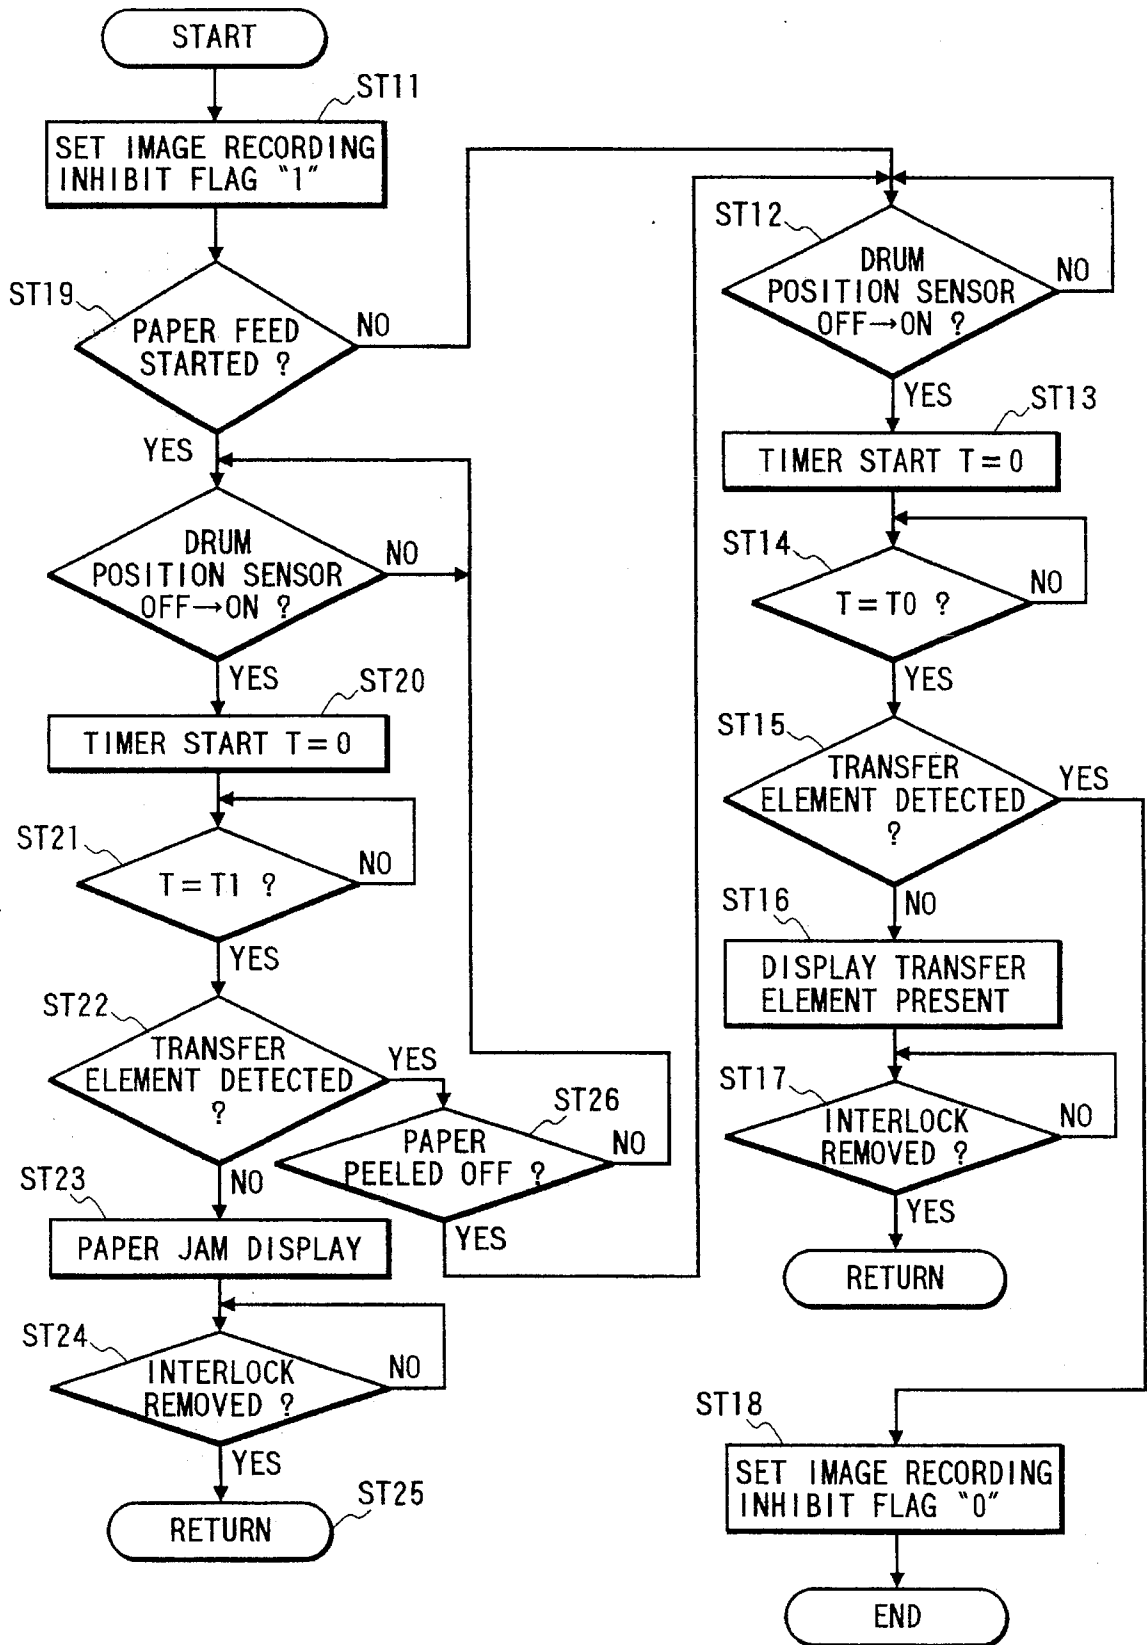 START
ST11
SET IMAGE RECORDING
INHIBIT FLAG "1"
ST19
PAPER FEED
STARTED ?
NO
YES
DRUM
POSITION SENSOR
OFF→ON ?
NO
YES
ST20
TIMER START T=0
ST21
T=T1 ?
NO
YES
ST22
TRANSFER
ELEMENT DETECTED
?
YES
NO
ST26
PAPER
PEELED OFF ?
NO
YES
ST23
PAPER JAM DISPLAY
ST24
INTERLOCK
REMOVED ?
NO
YES
ST25
RETURN
ST12
DRUM
POSITION SENSOR
OFF→ON ?
NO
YES
ST13
TIMER START T=0
ST14
T=T0 ?
NO
YES
ST15
TRANSFER
ELEMENT DETECTED
?
YES
NO
ST16
DISPLAY TRANSFER
ELEMENT PRESENT
ST17
INTERLOCK
REMOVED ?
NO
YES
RETURN
ST18
SET IMAGE RECORDING
INHIBIT FLAG "0"
END